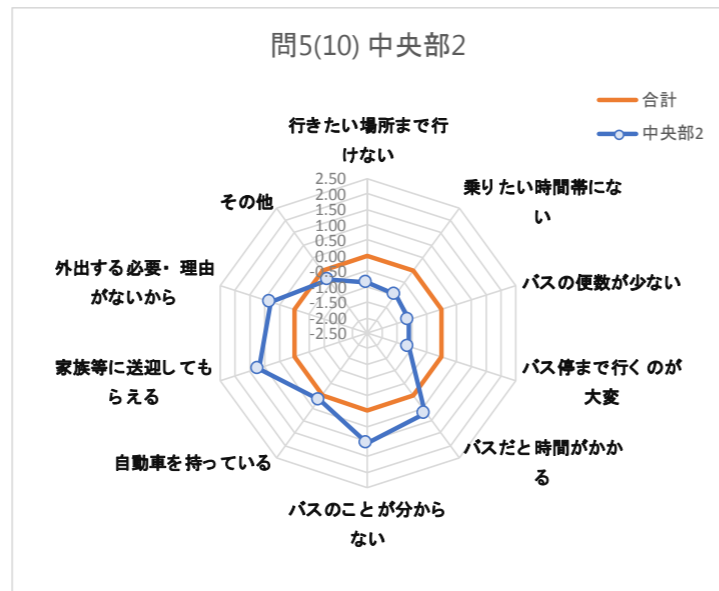 問5(10) 中央部2
合計
中央部2
行きたい場所まで行
けない
乗りたい時間帯にな
い
バスの便数が少ない
バス停まで行くのが
大変
バスだと時間がかか
る
バスのことが分から
ない
自動車を持っている
家族等に送迎しても
らえる
外出する必要・理由
がないから
その他
2.50
2.00
1.50
1.00
0.50
0.00
-0.50
-1.00
-1.50
-2.00
-2.50